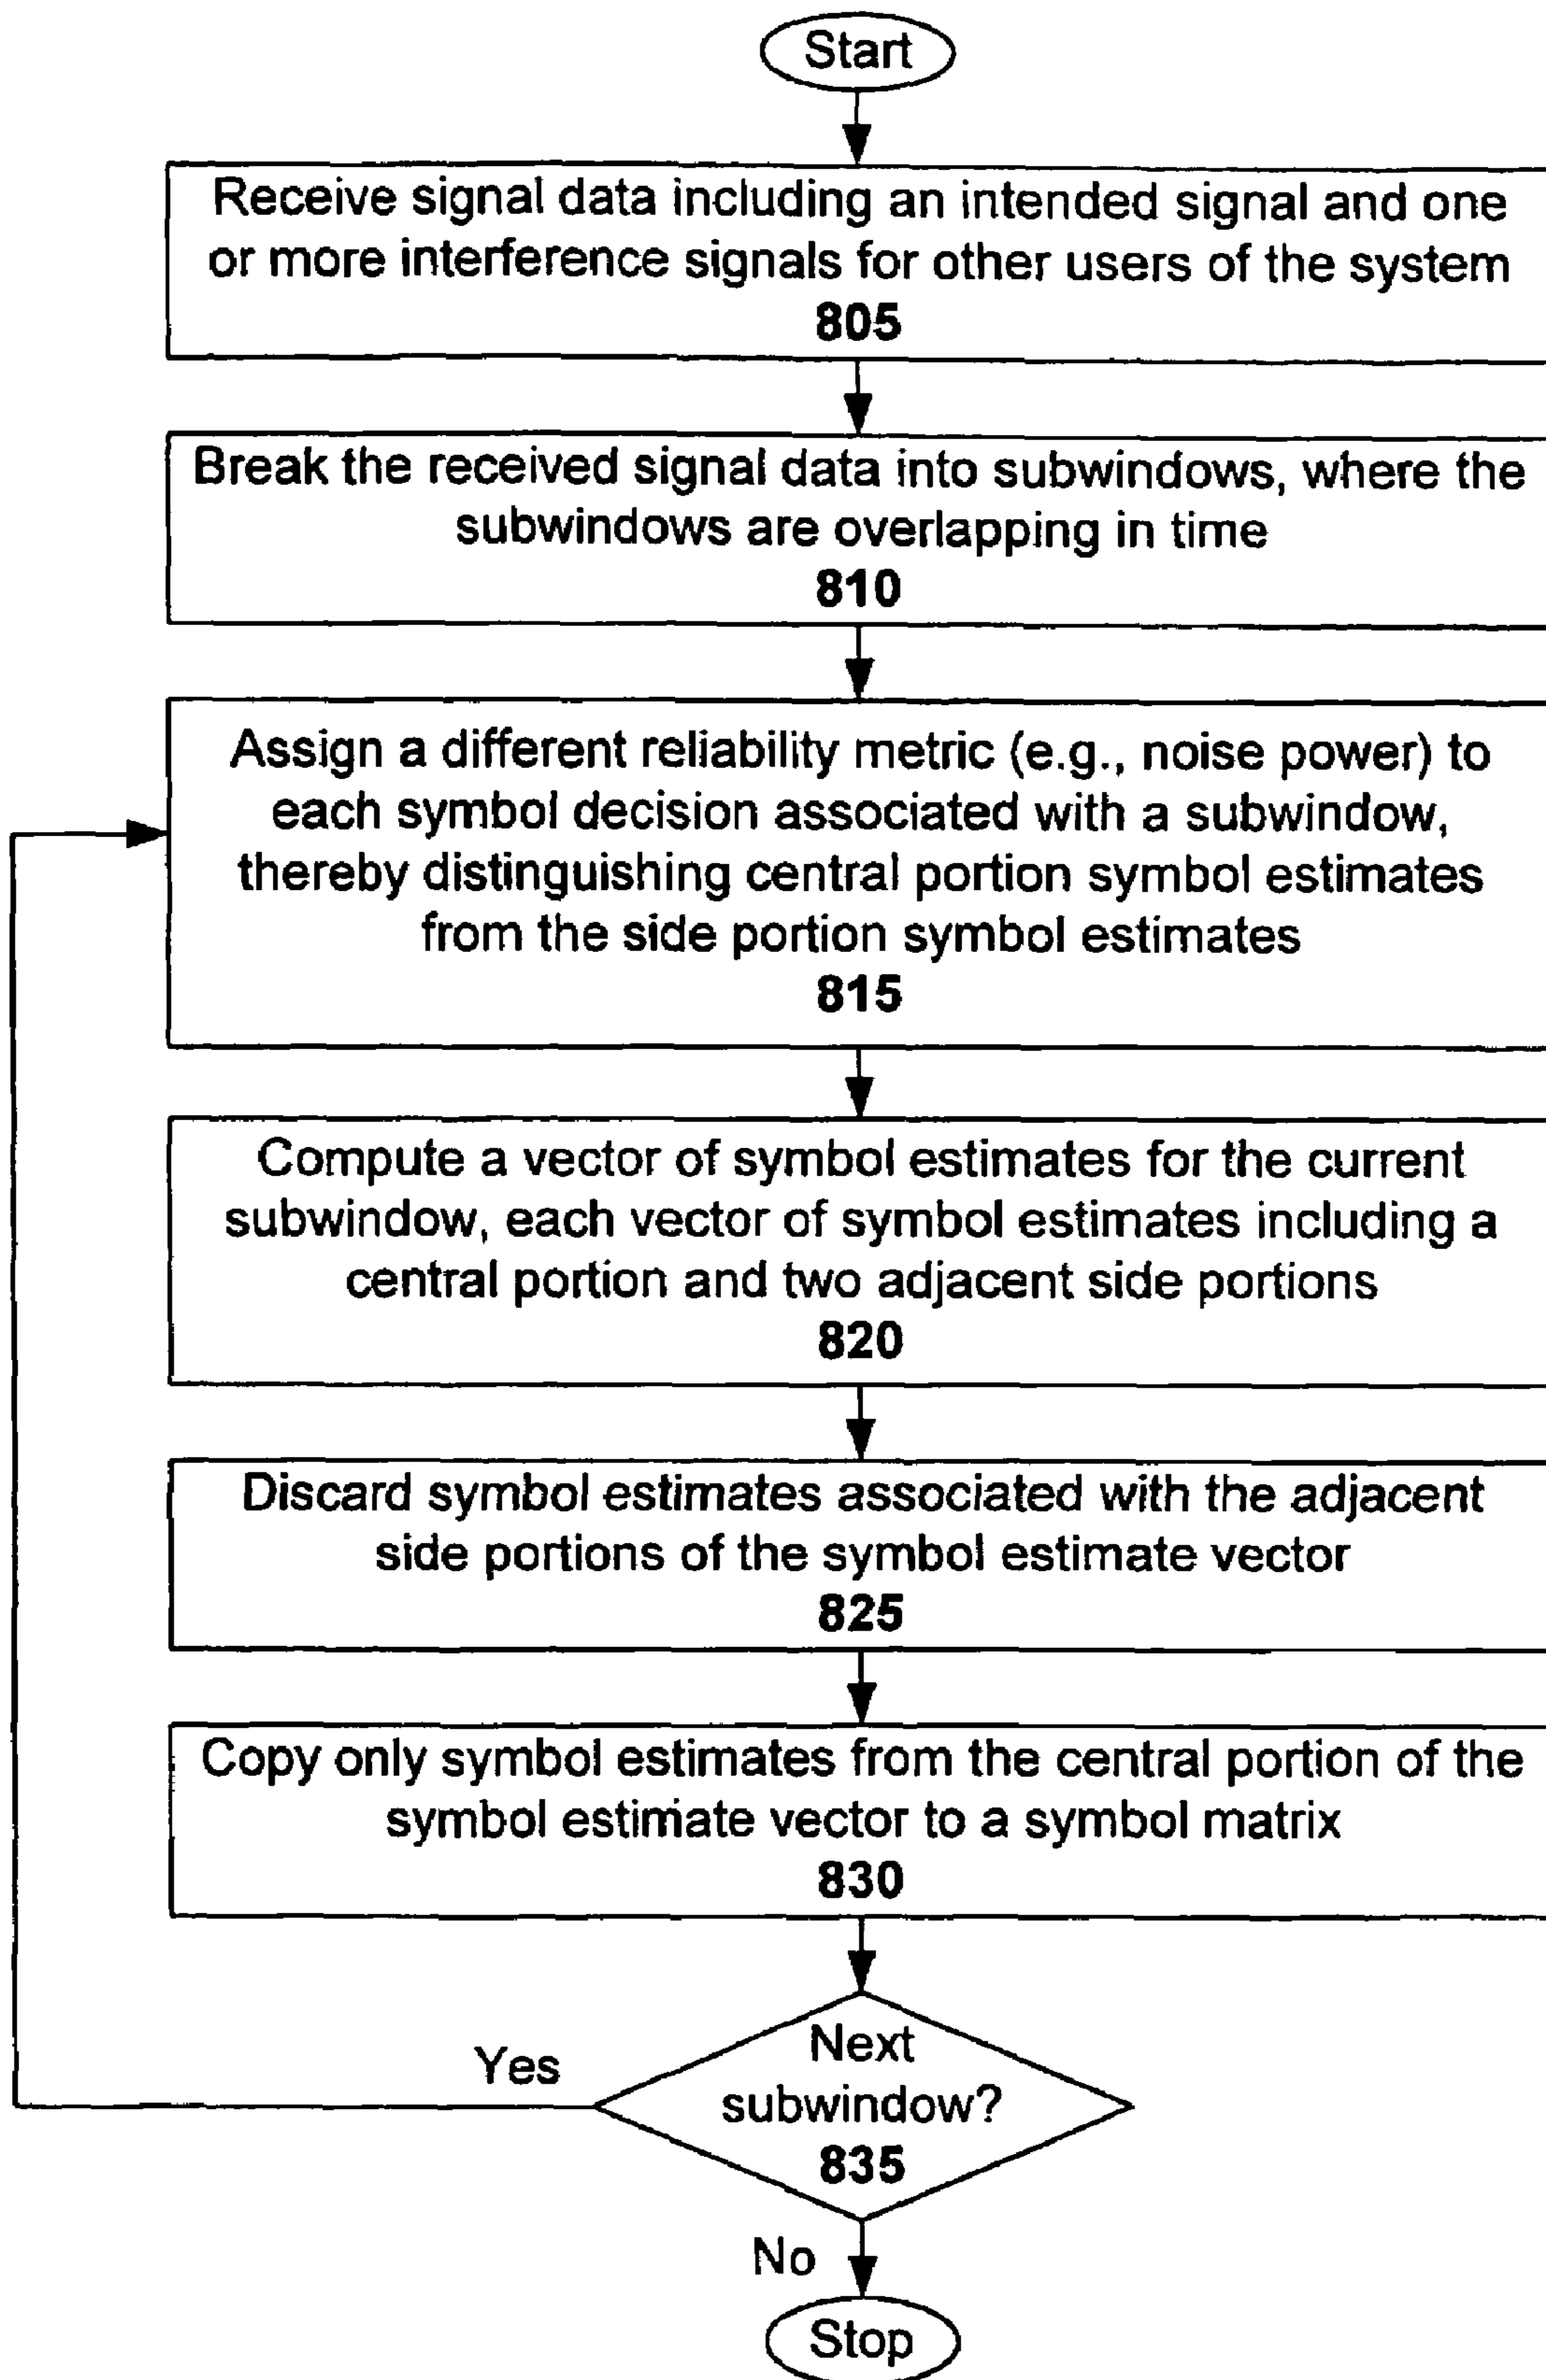 Start
Receive signal data including an intended signal and one
or more interference signals for other users of the system
805
Break the received signal data into subwindows, where the
subwindows are overlapping in time
810
Assign a different reliability metric (e.g., noise power) to
each symbol decision associated with a subwindow,
thereby distinguishing central portion symbol estimates
from the side portion symbol estimates
815
Compute a vector of symbol estimates for the current
subwindow, each vector of symbol estimates including a
central portion and two adjacent side portions
820
Discard symbol estimates associated with the adjacent
side portions of the symbol estimate vector
825
Copy only symbol estimates from the central portion of the
symbol estimate vector to a symbol matrix
830
Yes
Next
subwindow?
835
No
Stop